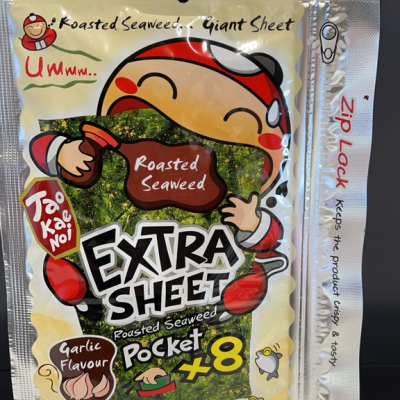 Roasted Seaweed... Giant Sheet
Ummm..
Roasted
Seaweed
Tao
Kae
Noi
EXTRA
SHEET
Roasted Seaweed
Pocket
x8
Garlic
Flavour
Zip Lock
Keeps the product crispy & tasty